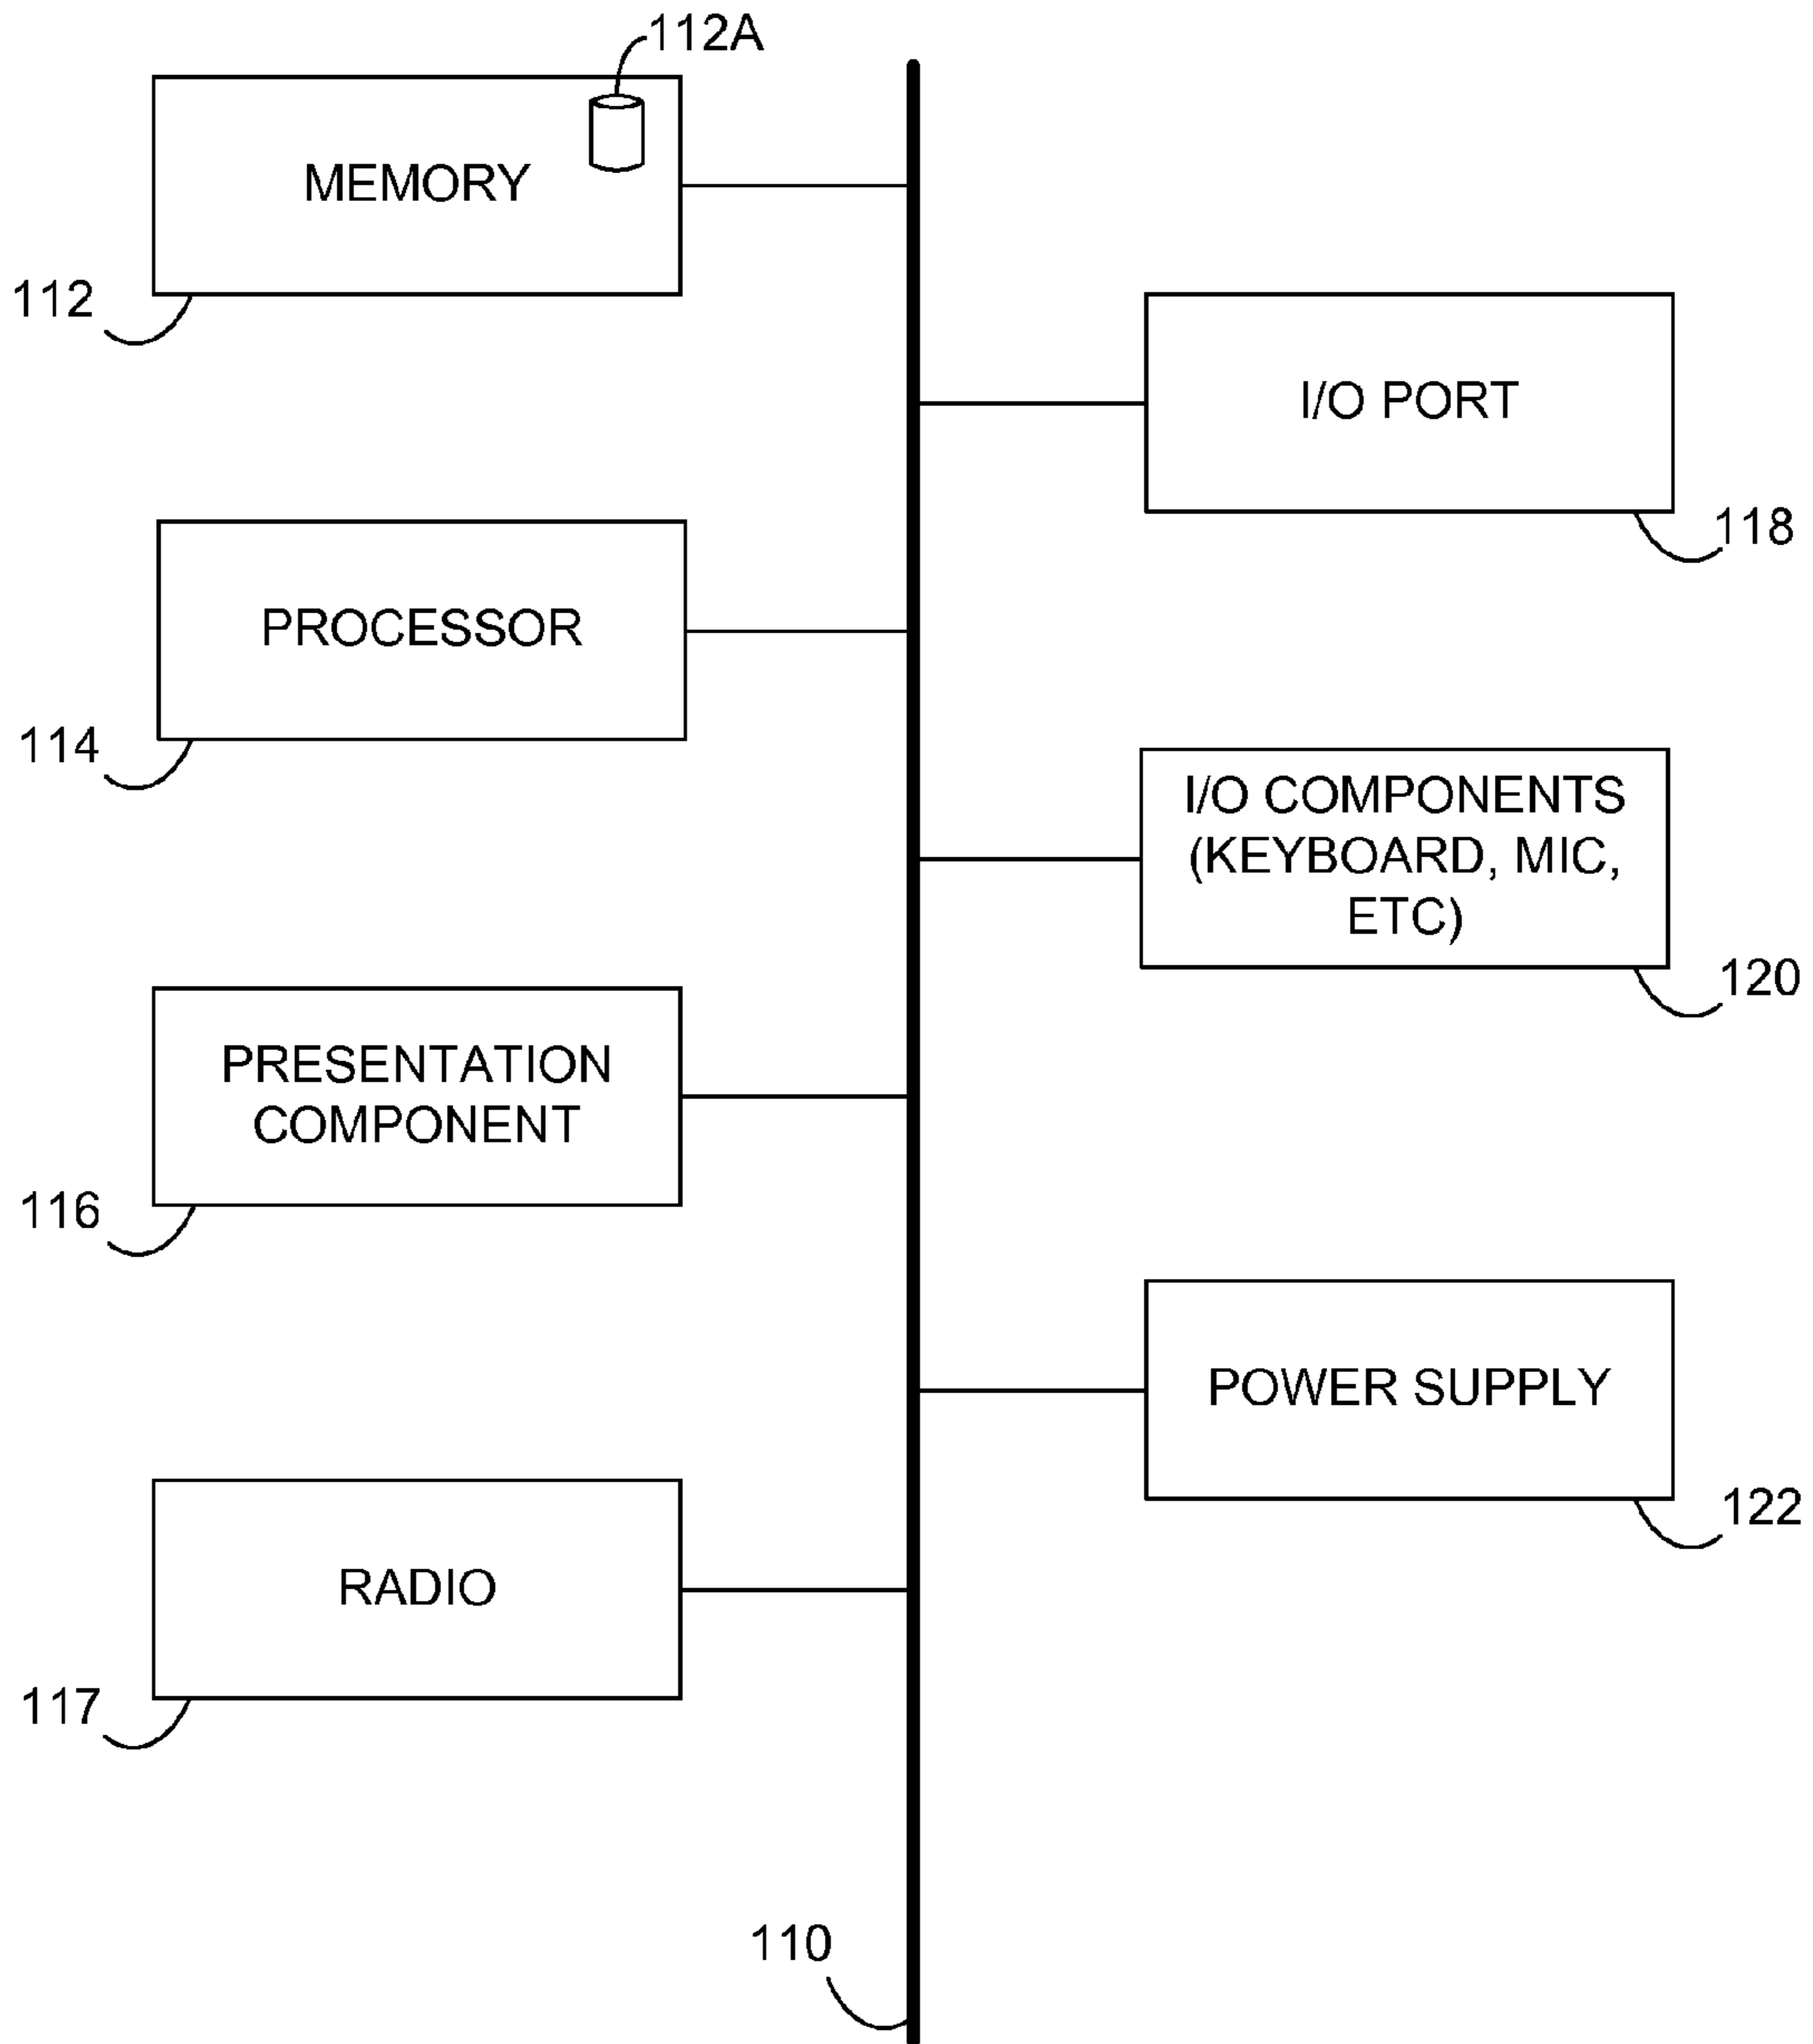 112A
MEMORY
112
I/O PORT
118
PROCESSOR
114
I/O COMPONENTS
(KEYBOARD, MIC,
ETC)
120
PRESENTATION
COMPONENT
116
POWER SUPPLY
122
RADIO
117
110